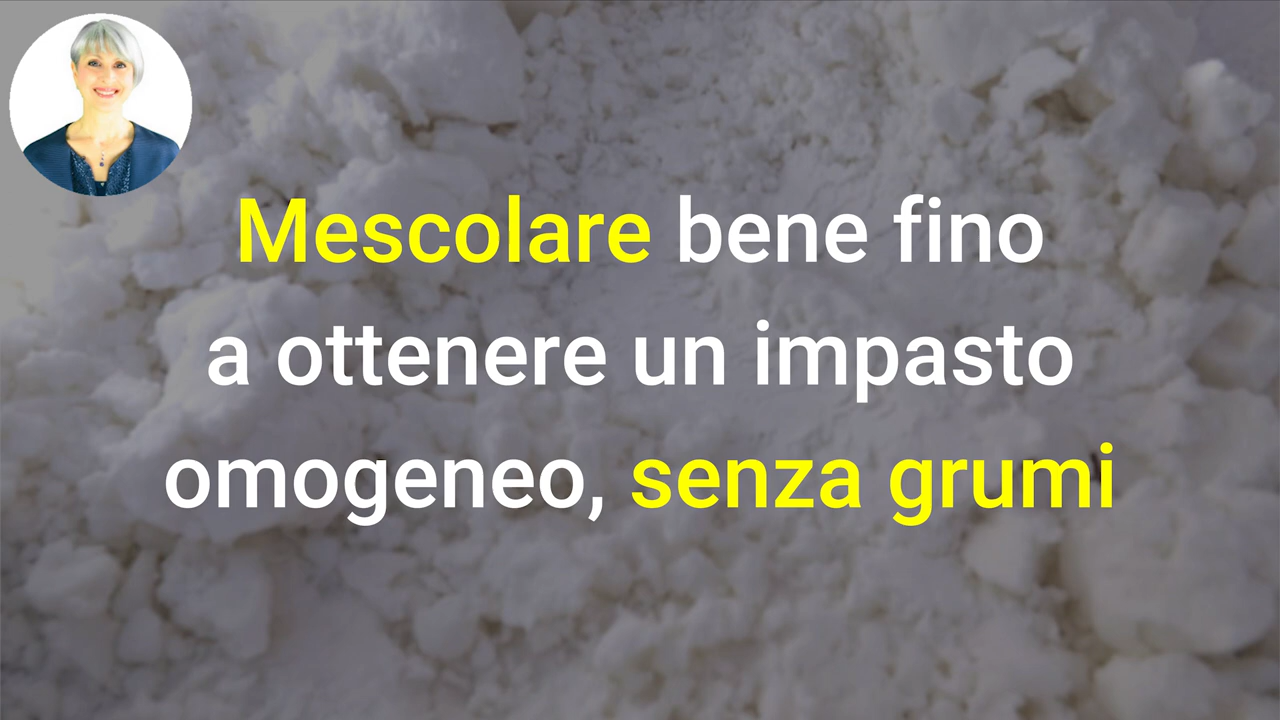 Mescolare bene fino
a ottenere un impasto
omogeneo, senza grumi